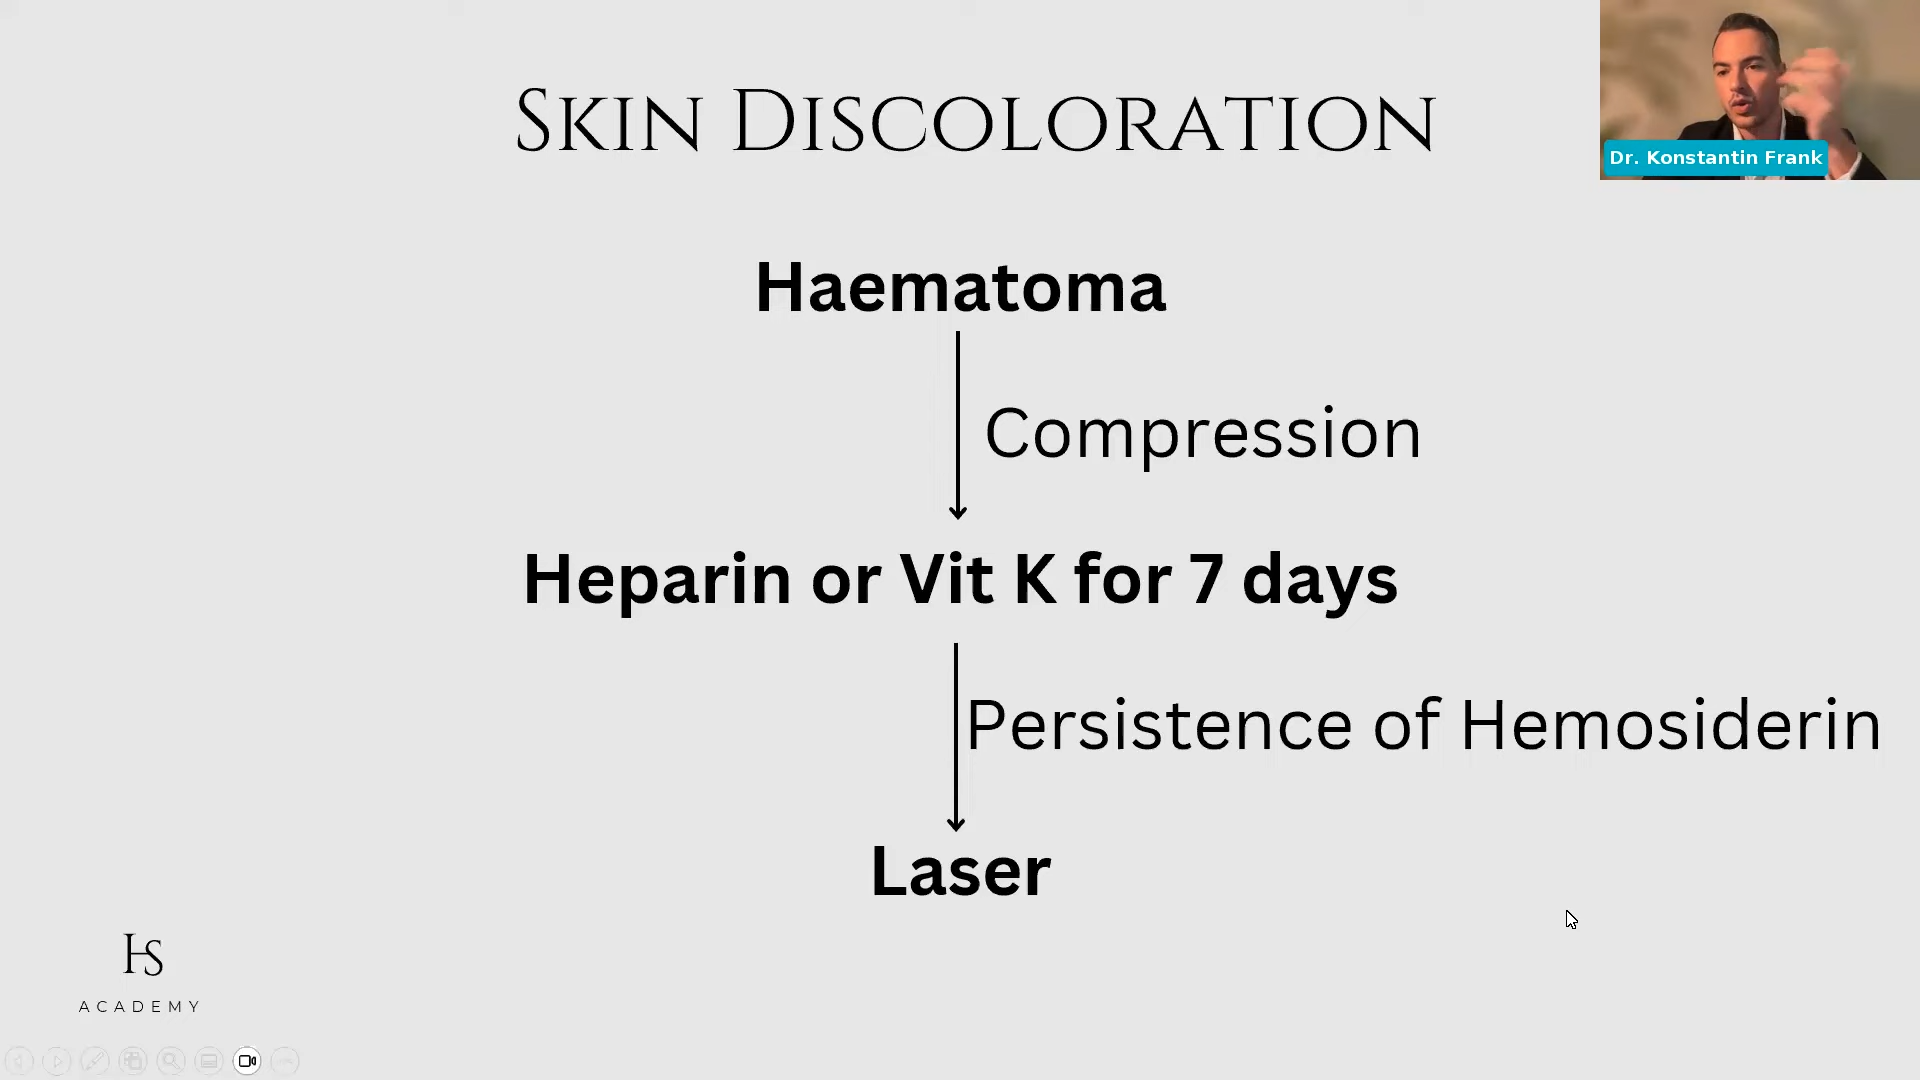 SKIN DISCOLORATION
Dr. Konstantin Frank
Haematoma
Compression
Heparin or Vit K for 7 days
Persistence of Hemosiderin
Laser
HS
ACADEMY